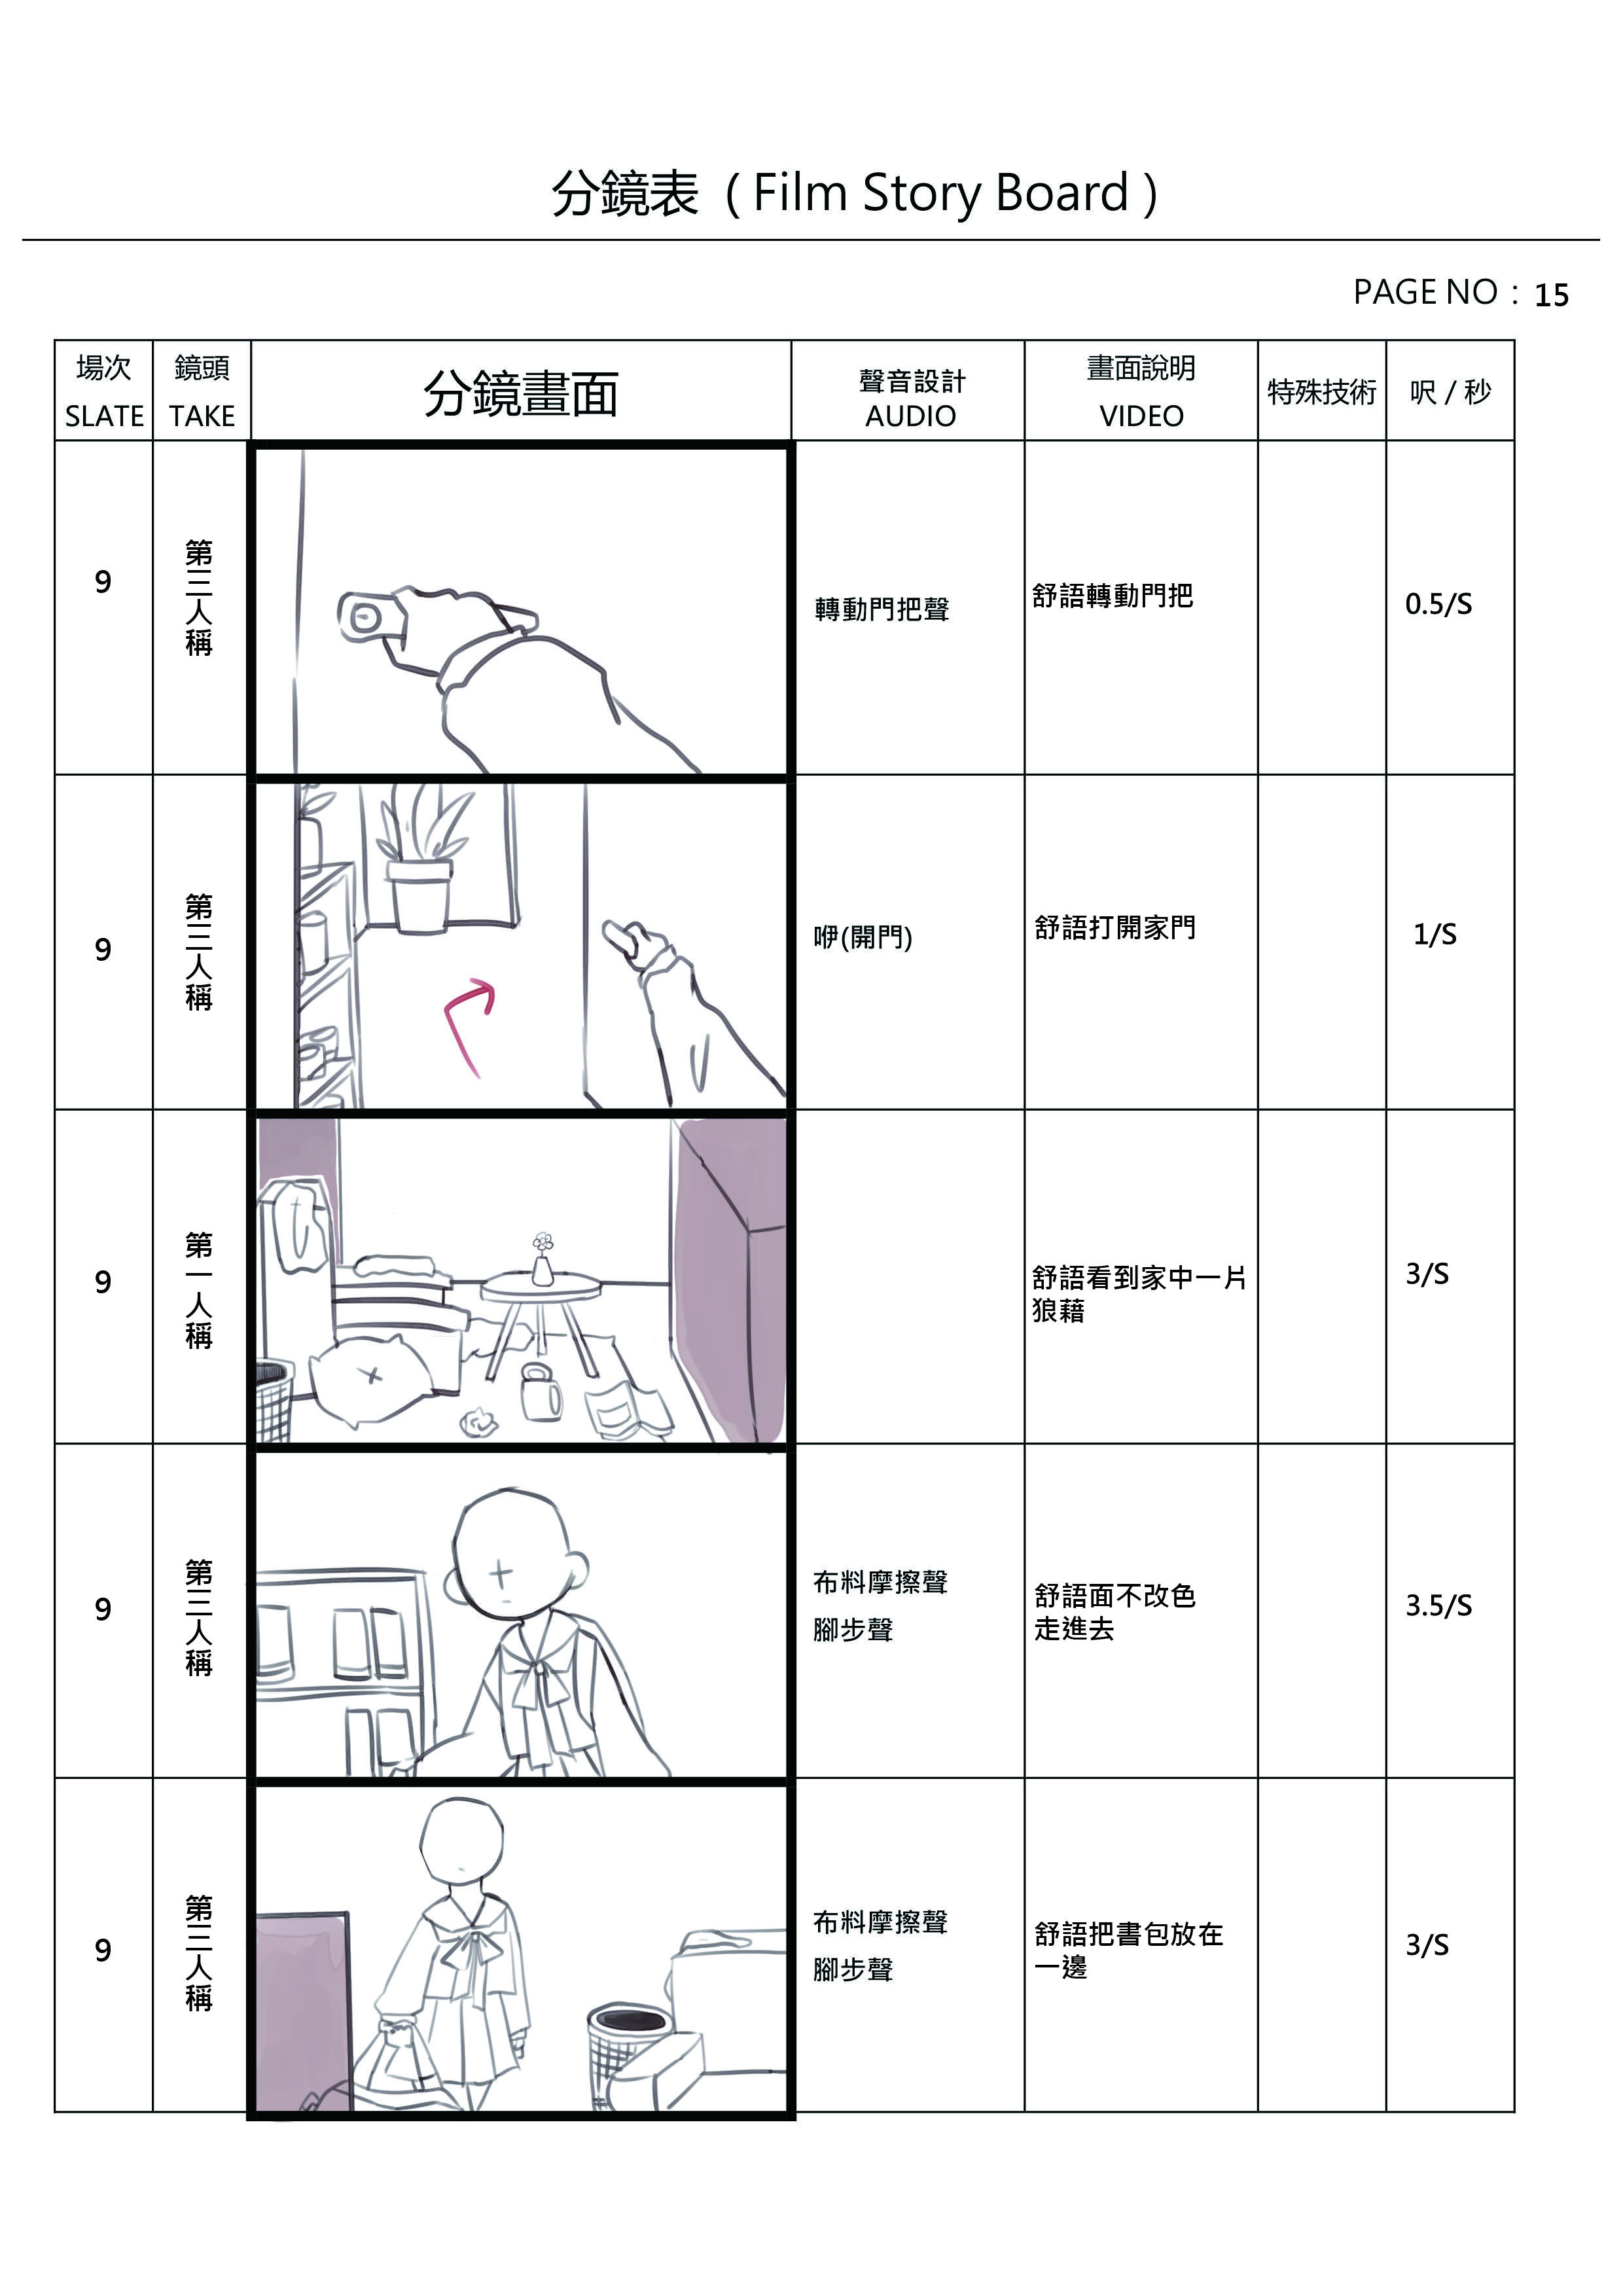 分鏡表（Film Story Board）
PAGE NO：15
場次
SLATE
鏡頭
TAKE
分鏡畫面
聲音設計
AUDIO
畫面說明
VIDEO
特殊技術
呎 / 秒
9
第三人稱
轉動門把聲
舒語轉動門把
0.5/S
9
第三人稱
咿(開門)
舒語打開家門
1/S
9
第一人稱
舒語看到家中一片
狼藉
3/S
9
第三人稱
布料摩擦聲
腳步聲
舒語面不改色
走進去
3.5/S
9
第三人稱
布料摩擦聲
腳步聲
舒語把書包放在
一邊
3/S